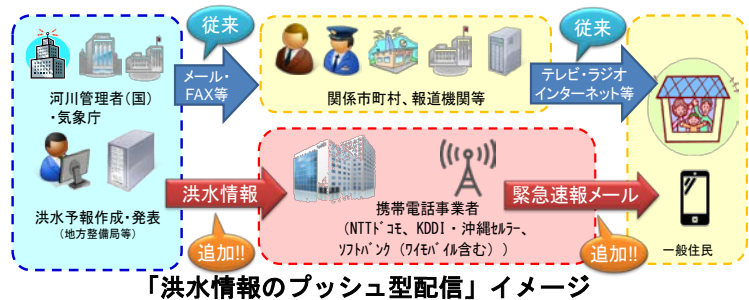 従来
メール・
FAX等
従来
テレビ・ラジオ
インターネット等
河川管理者(国)
・気象庁
関係市町村、報道機関等
洪水予報作成・発表
(地方整備局等)
洪水情報
追加!!
携帯電話事業者
(NTTﾄﾞｺﾓ、KDDI・沖縄ｾﾙﾗｰ、
ｿﾌﾄﾊﾞﾝｸ(ﾜｲﾓﾊﾞｲﾙ含む))
緊急速報メール
追加!!
一般住民
「洪水情報のプッシュ型配信」イメージ